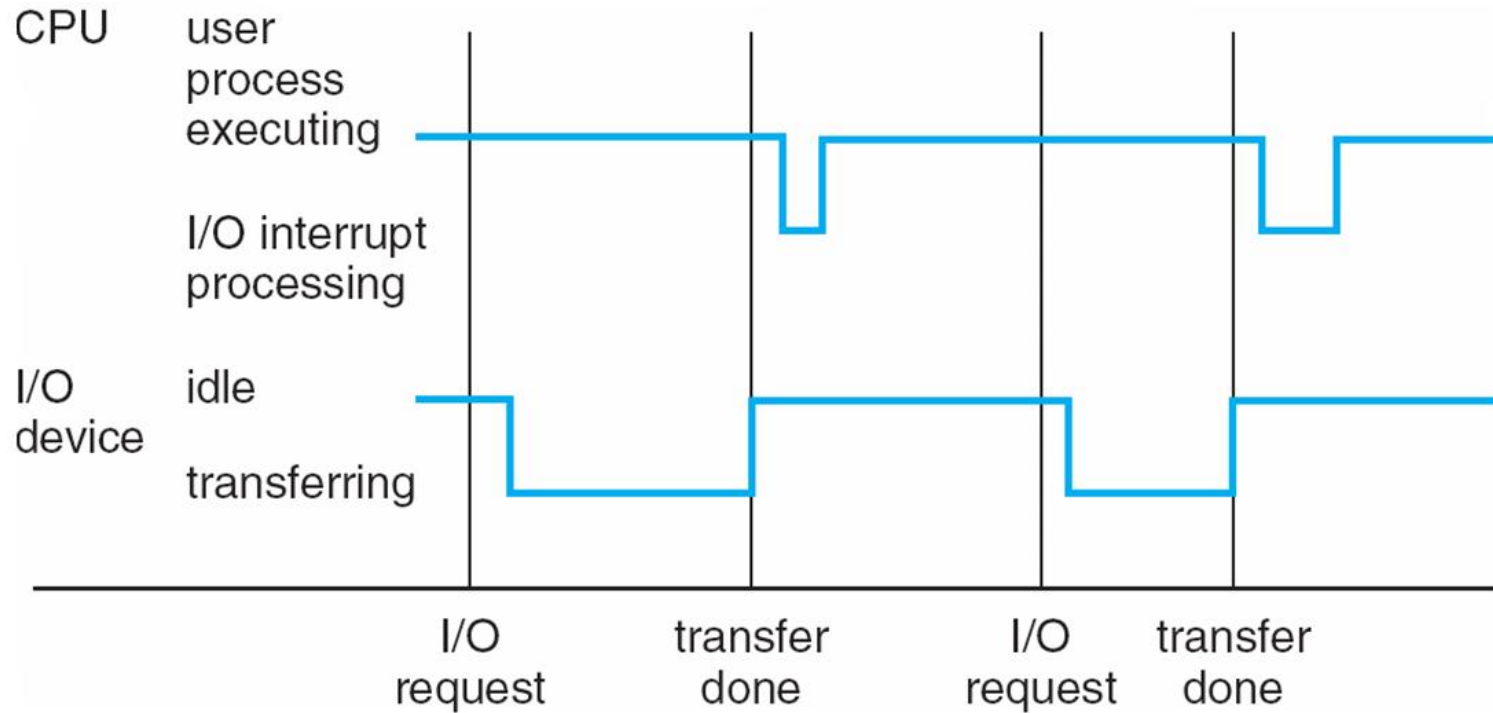 CPU user
process
executing
I/O interrupt
processing
I/O idle
device
transferring
I/O transfer I/O transfer
request done request done